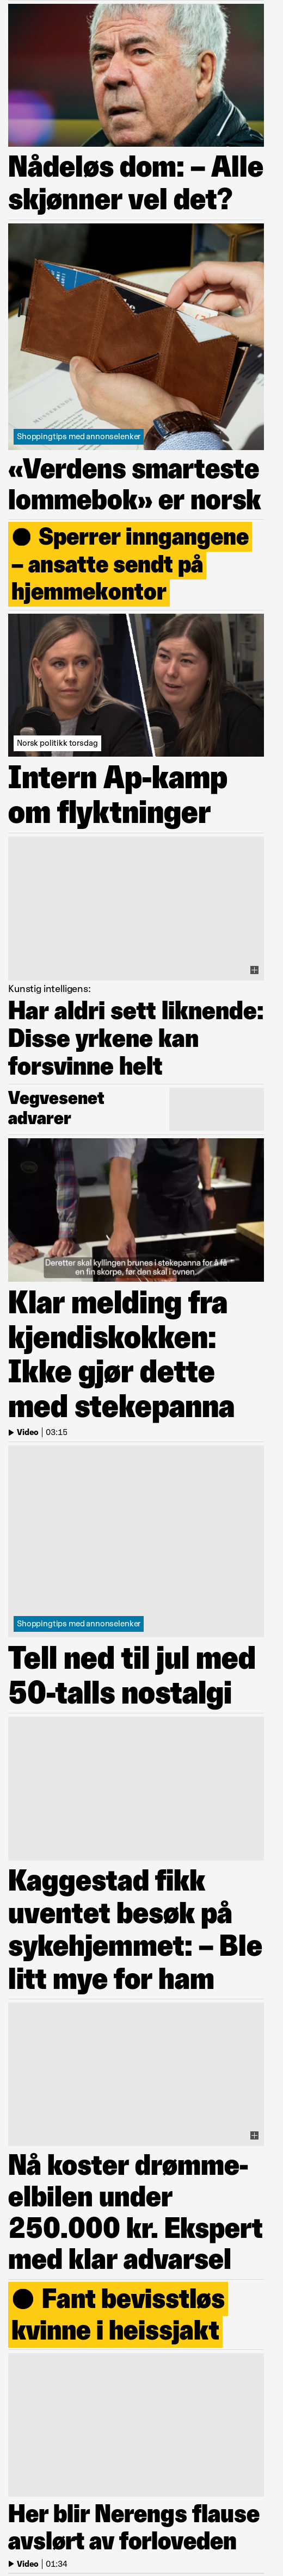 Nådeløs dom: – Alle
skjønner vel det?
Shoppingtips med annonselenker
«Verdens smarteste
lommebok» er norsk
Sperrer inngangene
– ansatte sendt på
hjemmekontor
Norsk politikk torsdag
Intern Ap-kamp
om flyktninger
Kunstig intelligens:
Har aldri sett liknende:
Disse yrkene kan
forsvinne helt
Vegvesenet
advarer
Deretter skal kyllingen brunes i stekepanna for å få
en fin skorpe, før den skal i ovnen.
Klar melding fra
kjendiskokken:
Ikke gjør dette
med stekepanna
Video | 03:15
Shoppingtips med annonselenker
Tell ned til jul med
50-talls nostalgi
Kaggestad fikk
uventet besøk på
sykehjemmet: – Ble
litt mye for ham
Nå koster drømme-
elbilen under
250.000 kr. Ekspert
med klar advarsel
Fant bevisstløs
kvinne i heissjakt
Her blir Nerengs flause
avslørt av forloveden
Video | 01:34